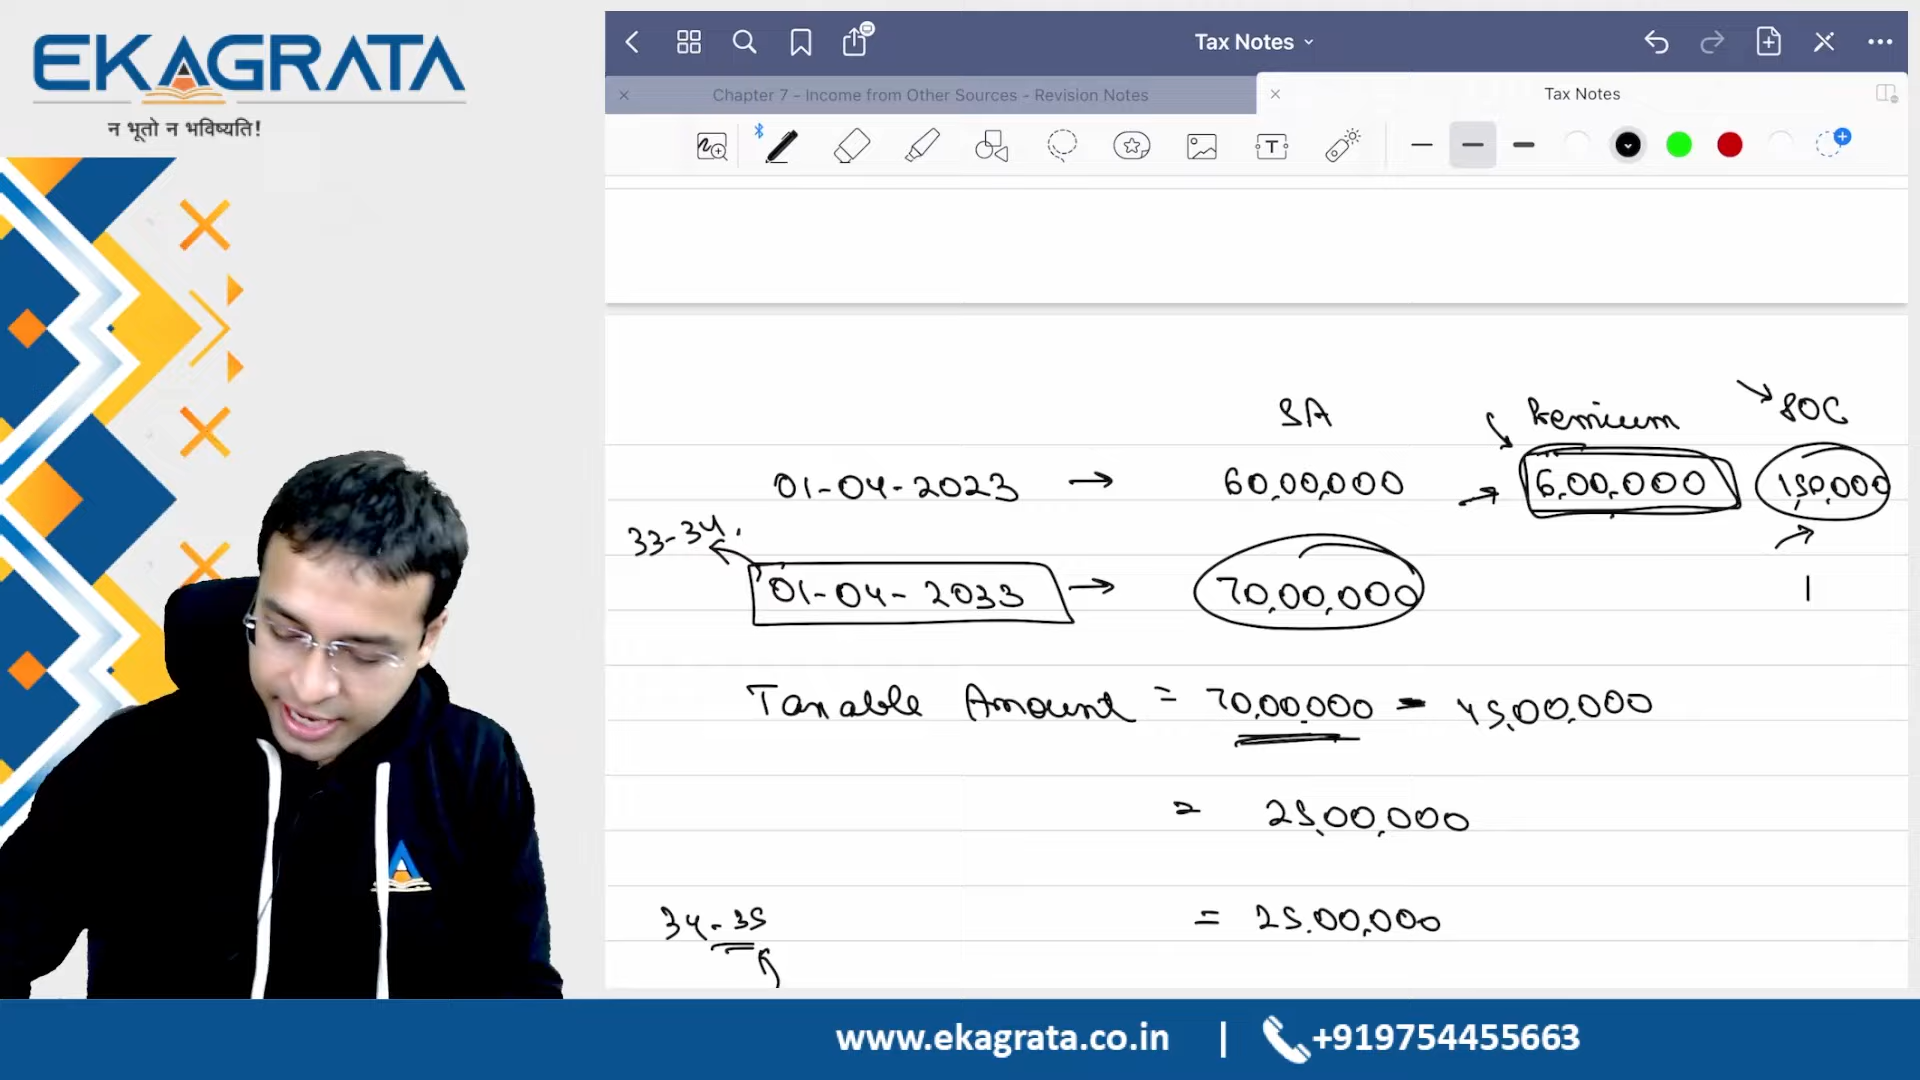 EKAGRATA
न भूतो न भविष्यति!
Tax Notes
Chapter 7 - Income from Other Sources - Revision Notes
Tax Notes
T
SA Premium 80C
01-04-2023 → 60,00,000 → 6,00,000 150,000
33-34.
01-04-2033 → 70,00,000 1
Taxable Amount = 70,00,000 - 45,00,000
= 25,00,000
34-35 = 25.00,000
www.ekagrata.co.in | +919754455663